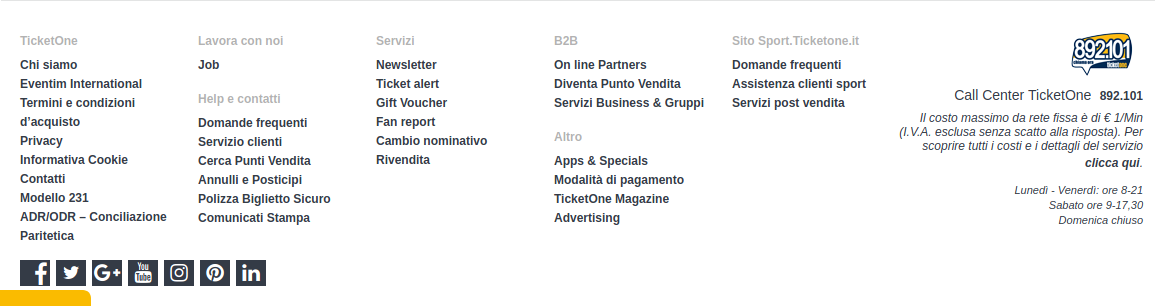 TicketOne
Chi siamo
Eventim International
Termini e condizioni
d’acquisto
Privacy
Informativa Cookie
Contatti
Modello 231
ADR/ODR – Conciliazione
Paritetica
Lavora con noi
Job
Help e contatti
Domande frequenti
Servizio clienti
Cerca Punti Vendita
Annulli e Posticipi
Polizza Biglietto Sicuro
Comunicati Stampa
Servizi
Newsletter
Ticket alert
Gift Voucher
Fan report
Cambio nominativo
Rivendita
B2B
On line Partners
Diventa Punto Vendita
Servizi Business & Gruppi
Altro
Apps & Specials
Modalità di pagamento
TicketOne Magazine
Advertising
Sito Sport.Ticketone.it
Domande frequenti
Assistenza clienti sport
Servizi post vendita
892101
TicketOne
Call Center TicketOne 892.101
Il costo massimo da rete fissa è di € 1/Min
(I.V.A. esclusa senza scatto alla risposta). Per
scoprire tutti i costi e i dettagli del servizio
clicca qui.
Lunedì - Venerdì: ore 8-21
Sabato ore 9-17,30
Domenica chiuso
You
Tube